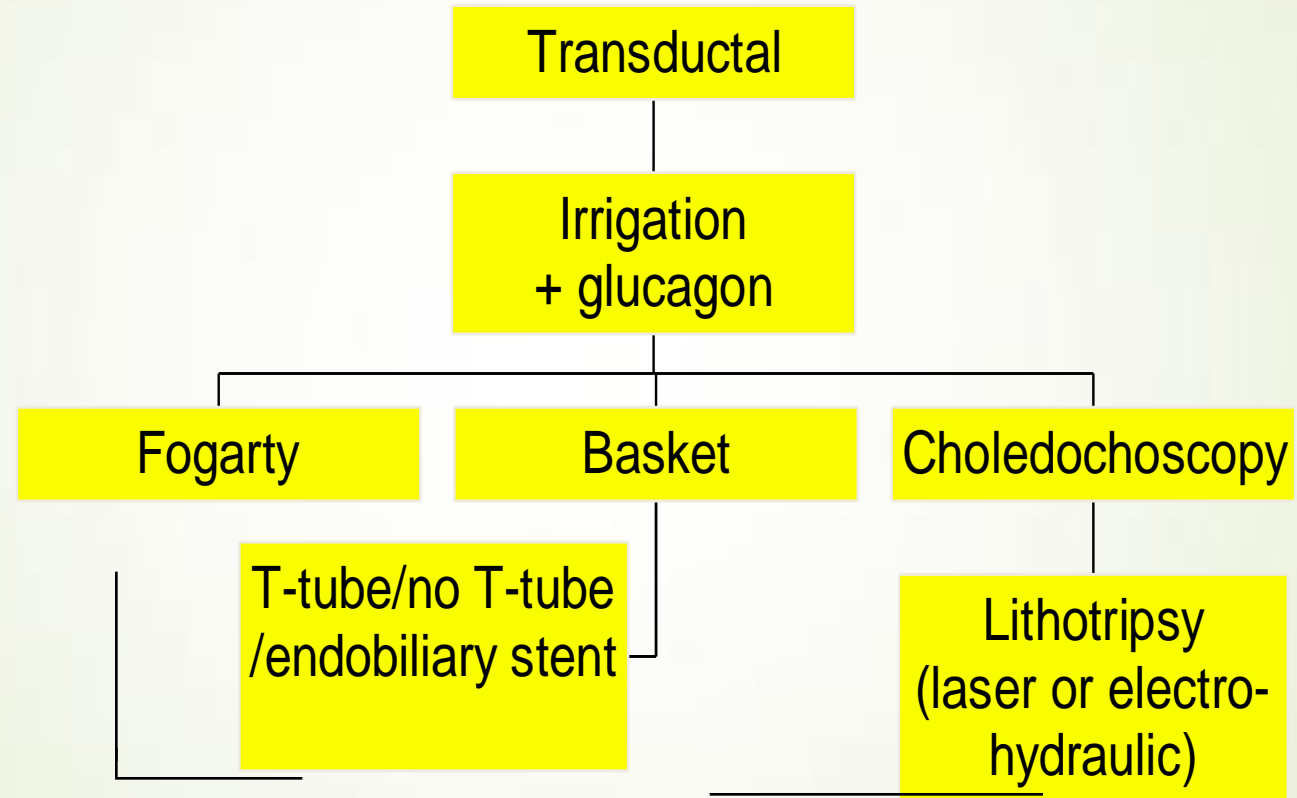 Transductal
Irrigation
+ glucagon
Fogarty
Basket
Choledochoscopy
T-tube/no T-tube
/endobiliary stent
Lithotripsy
(laser or electro-
hydraulic)